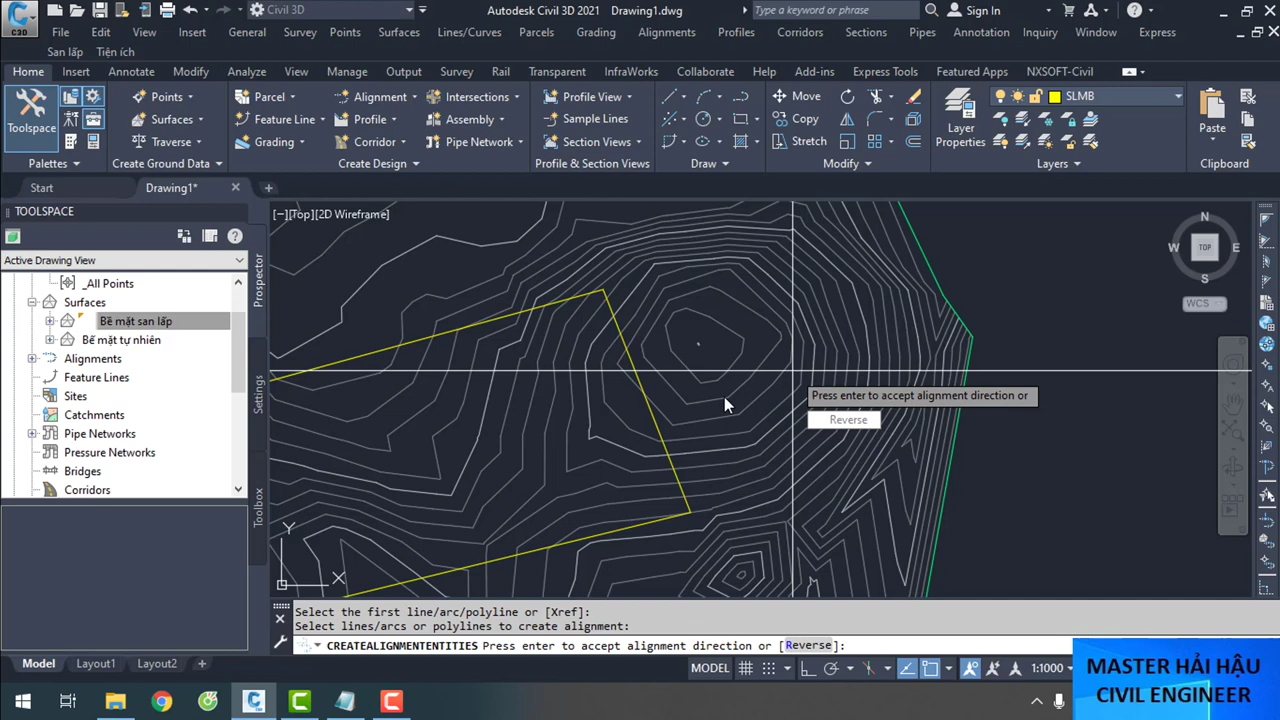 C3D
Civil 3D
Autodesk Civil 3D 2021 Drawing1.dwg
Type a keyword or phrase
Sign In
File Edit View Insert General Survey Points Surfaces Lines/Curves Parcels Grading Alignments Profiles Corridors Sections Pipes Annotation Inquiry Window Express
San lấp Tiện ích
Home Insert Annotate Modify Analyze View Manage Output Survey Rail Transparent InfraWorks Collaborate Help Add-ins Express Tools Featured Apps NXSOFT-Civil
Points Parcel Alignment Intersections Profile View Move SLMB
Surfaces Feature Line Profile Assembly Sample Lines Copy
Toolspace Layer Properties Paste
Traverse Grading Corridor Pipe Network Section Views Stretch
Palettes Create Ground Data Create Design Profile & Section Views Draw Modify Layers Clipboard
Start Drawing1*
TOOLSPACE
[−][Top][2D Wireframe]
N
W TOP E
S
WCS
Active Drawing View
_All Points
Surfaces
Bề mặt san lấp
Bề mặt tự nhiên
Alignments
Feature Lines
Sites
Catchments
Pipe Networks
Pressure Networks
Bridges
Corridors
Prospector
Settings
Toolbox
Press enter to accept alignment direction or
Reverse
Y
X
Select the first line/arc/polyline or [Xref]:
Select lines/arcs or polylines to create alignment:
CREATEALIGNMENTENTITIES Press enter to accept alignment direction or [Reverse]:
Model Layout1 Layout2 +
MODEL 1:1000
MASTER HẢI HẬU
CIVIL ENGINEER